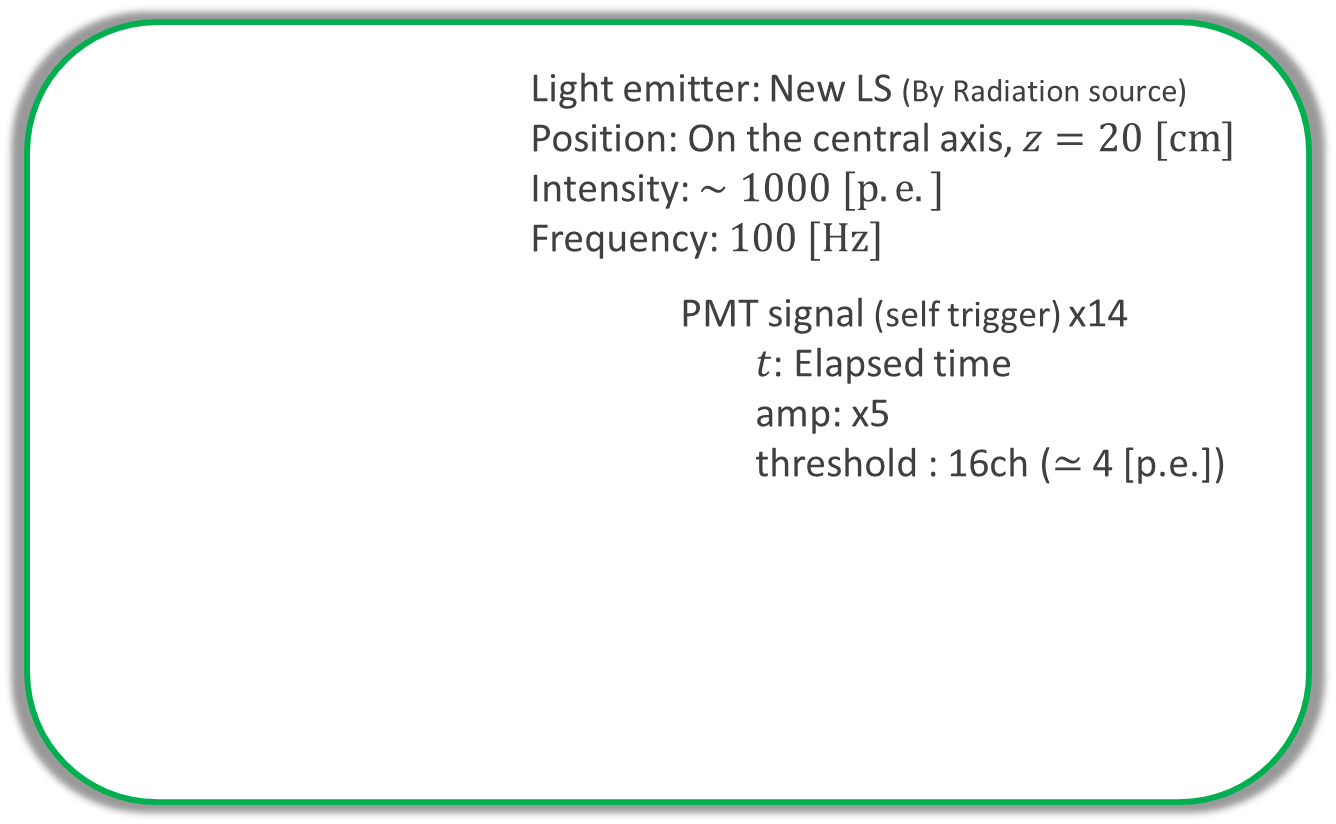 Light emitter: New LS (By Radiation source)
Position: On the central axis, z = 20 [cm]
Intensity: ~ 1000 [p. e. ]
Frequency: 100 [Hz]
PMT signal (self trigger) x14
t: Elapsed time
amp: x5
threshold : 16ch (≃ 4 [p.e.])